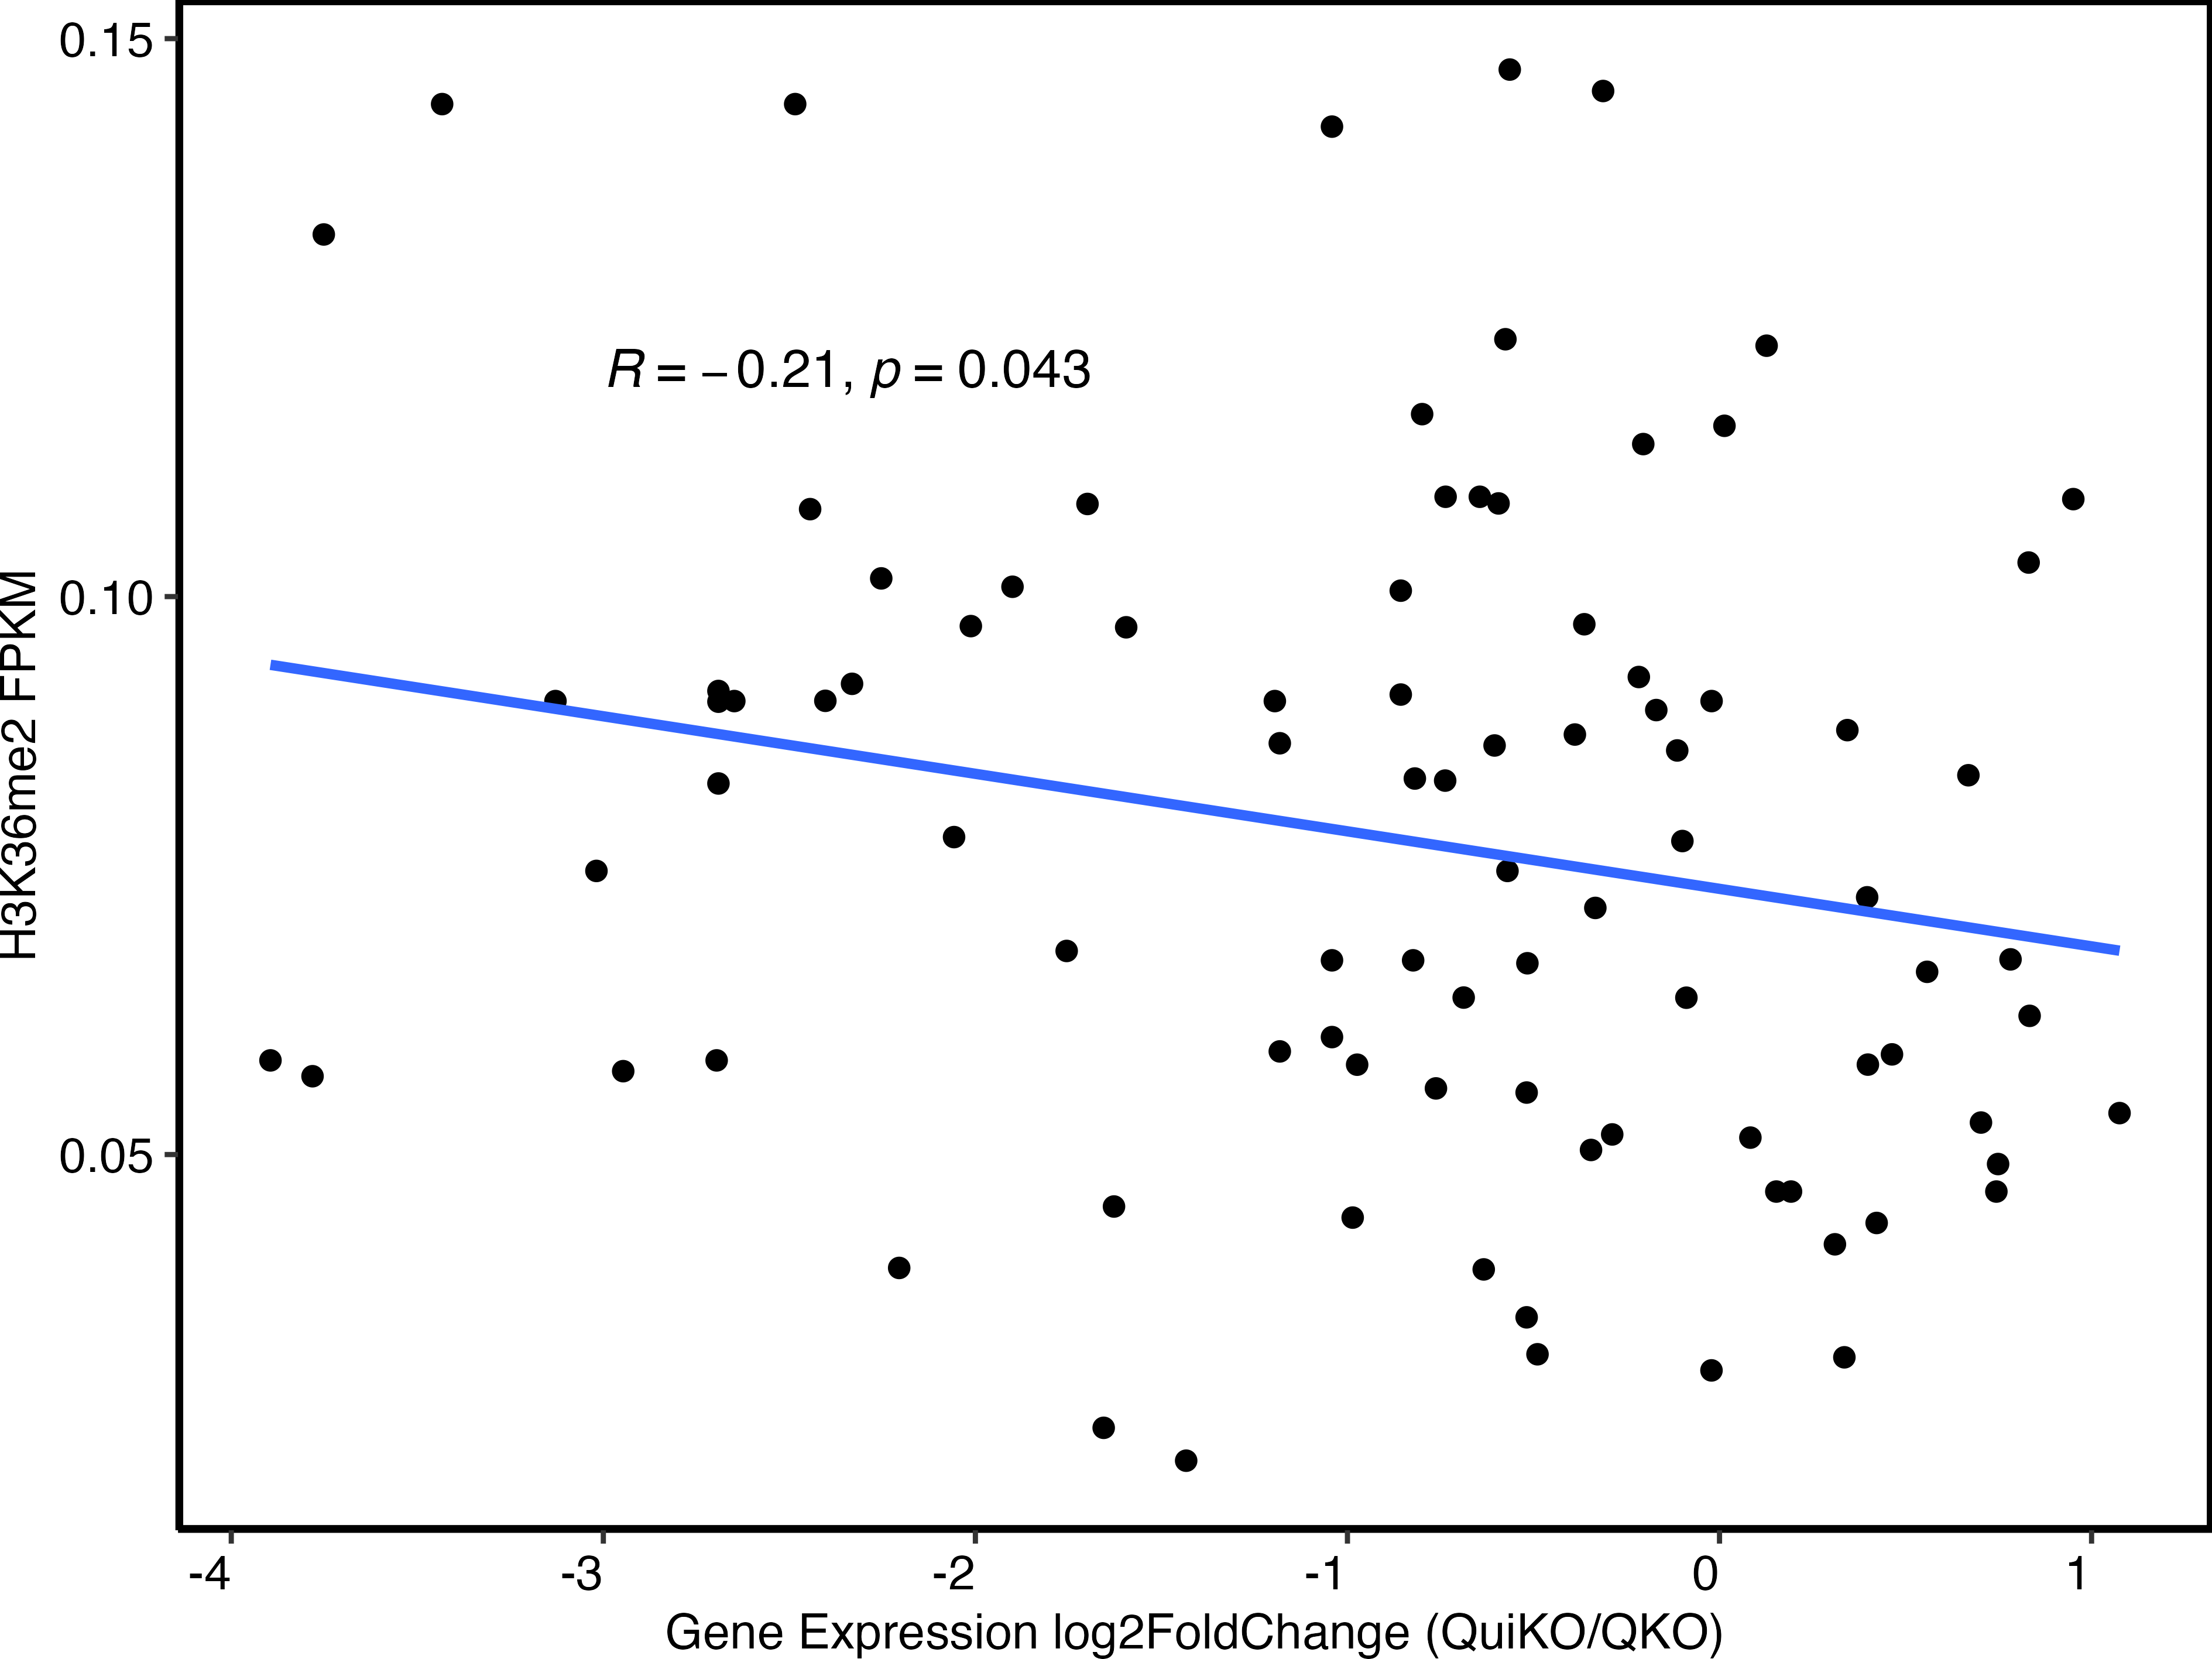 0.15
R = −0.21, p = 0.043
0.10
H3K36me2 FPKM
0.05
-4 -3 -2 -1 0 1
Gene Expression log2FoldChange (QuiKO/QKO)